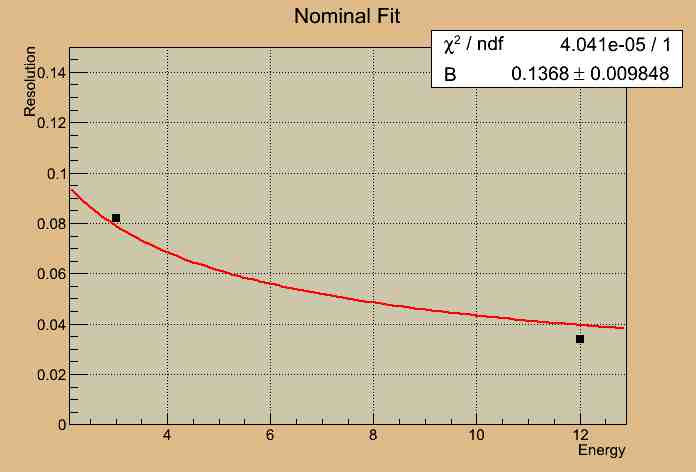 Nominal Fit
χ² / ndf 4.041e-05 / 1
B 0.1368 ± 0.009848
Resolution
0.14
0.12
0.1
0.08
0.06
0.04
0.02
0
4 6 8 10 12
Energy